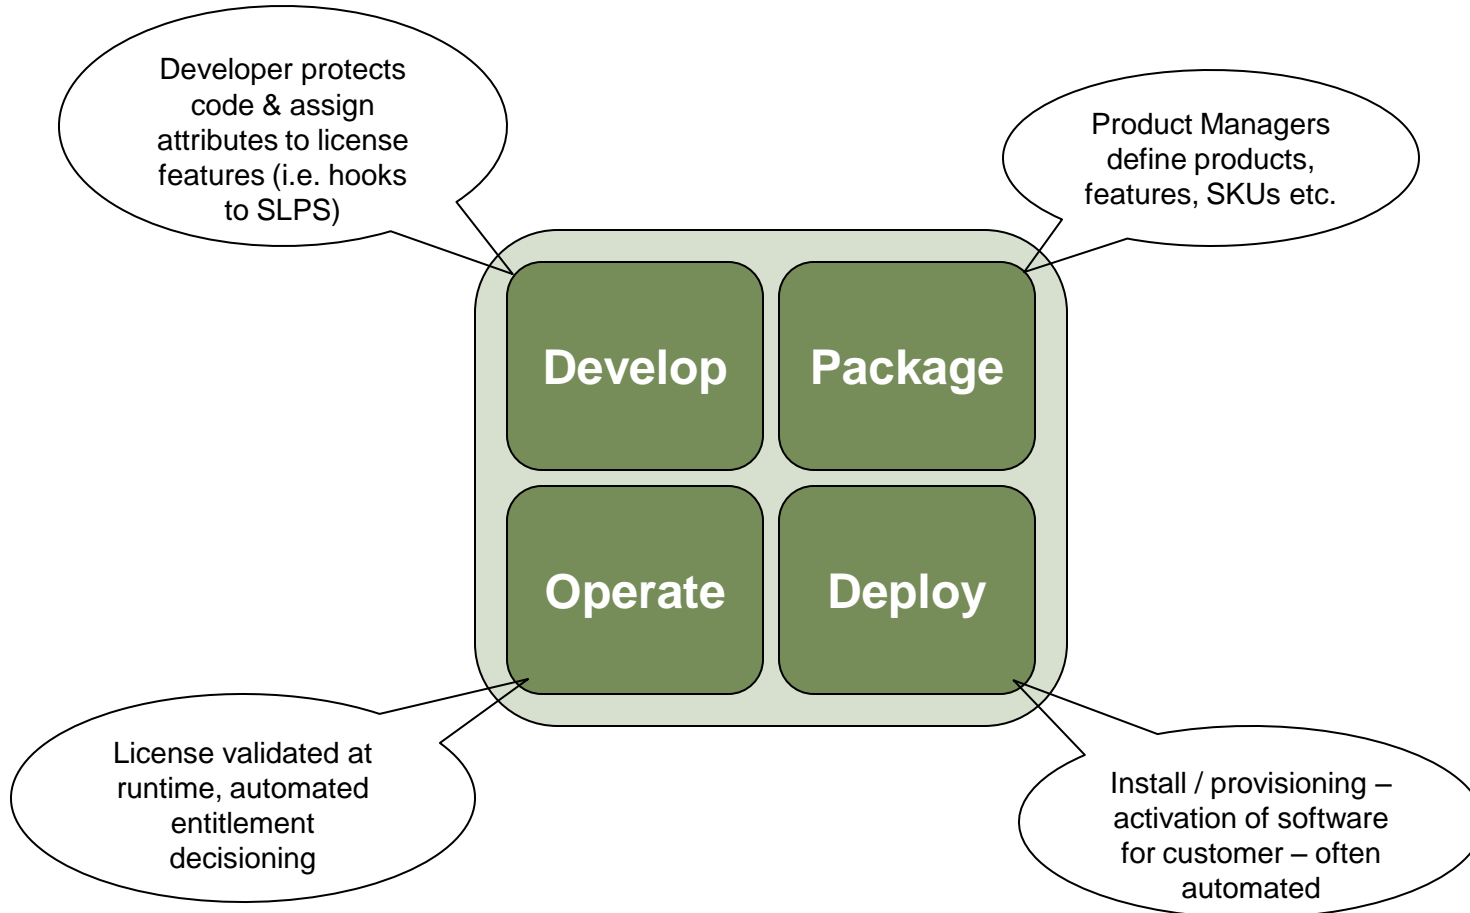 Developer protects
code & assign
attributes to license
features (i.e. hooks
to SLPS)
Product Managers
define products,
features, SKUs etc.
Develop
Package
Operate
Deploy
License validated at
runtime, automated
entitlement
decisioning
Install / provisioning –
activation of software
for customer – often
automated